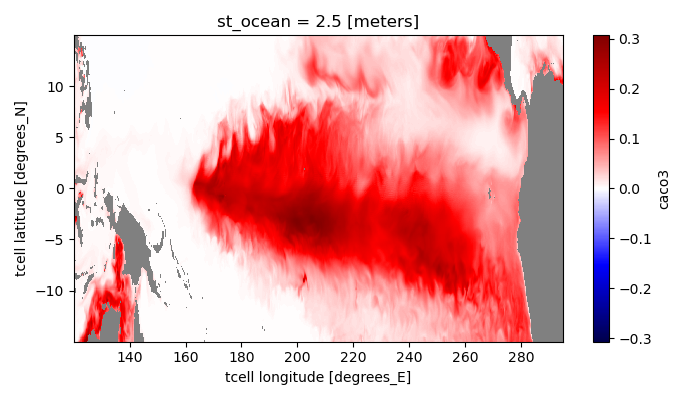 st_ocean = 2.5 [meters]
10
5
0
−5
−10
tcell latitude [degrees_N]
140 160 180 200 220 240 260 280
tcell longitude [degrees_E]
0.3
0.2
0.1
0.0
−0.1
−0.2
−0.3
caco3